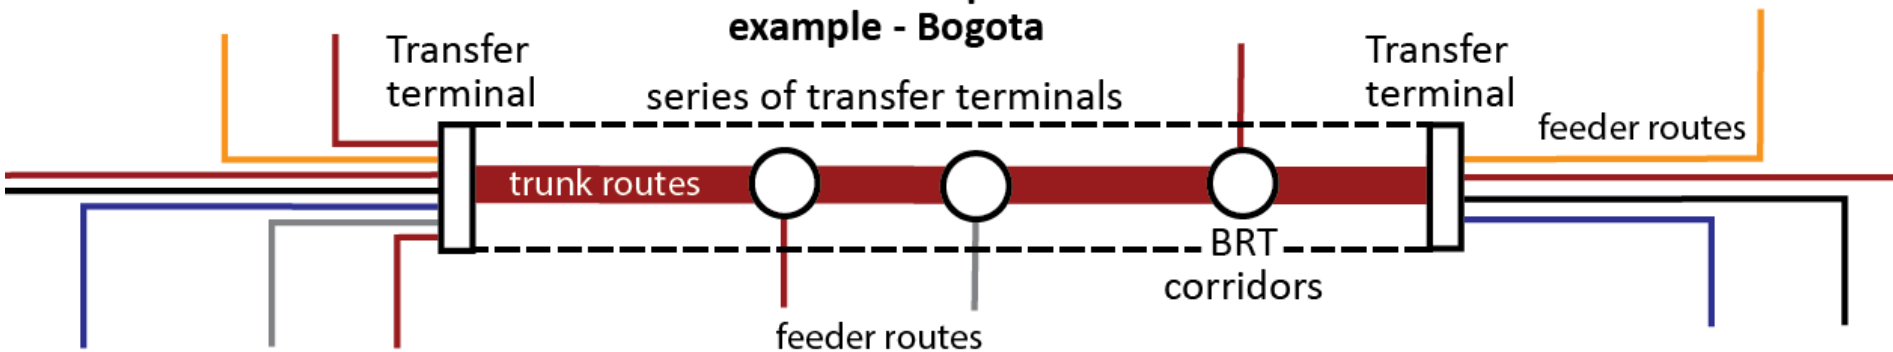 example - Bogota
Transfer
terminal
series of transfer terminals
Transfer
terminal
feeder routes
trunk routes
BRT
corridors
feeder routes